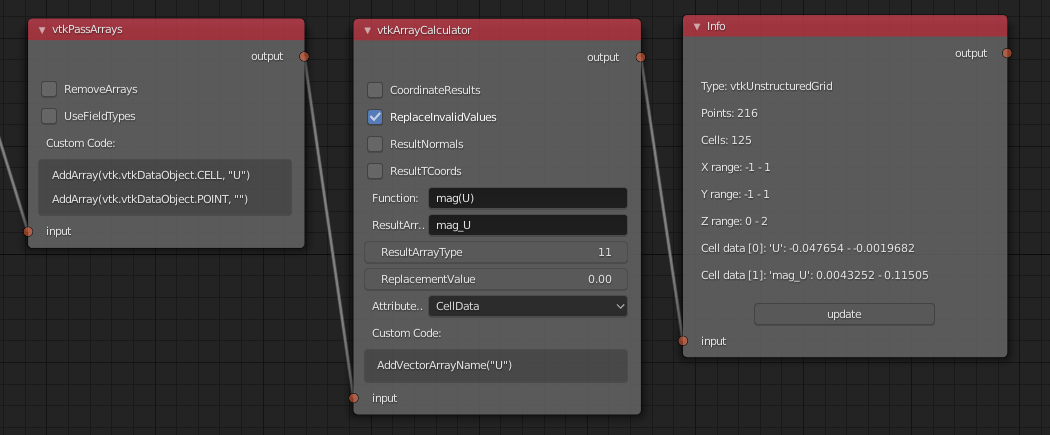 vtkPassArrays
output
RemoveArrays
UseFieldTypes
Custom Code:
AddArray(vtk.vtkDataObject.CELL, "U")
AddArray(vtk.vtkDataObject.POINT, "")
input
vtkArrayCalculator
output
CoordinateResults
ReplaceInvalidValues
ResultNormals
ResultTCoords
Function: mag(U)
ResultArr.. mag_U
ResultArrayType 11
ReplacementValue 0.00
Attribute.. CellData
Custom Code:
AddVectorArrayName("U")
input
Info
output
Type: vtkUnstructuredGrid
Points: 216
Cells: 125
X range: -1 - 1
Y range: -1 - 1
Z range: 0 - 2
Cell data [0]: 'U': -0.047654 - -0.0019682
Cell data [1]: 'mag_U': 0.0043252 - 0.11505
update
input